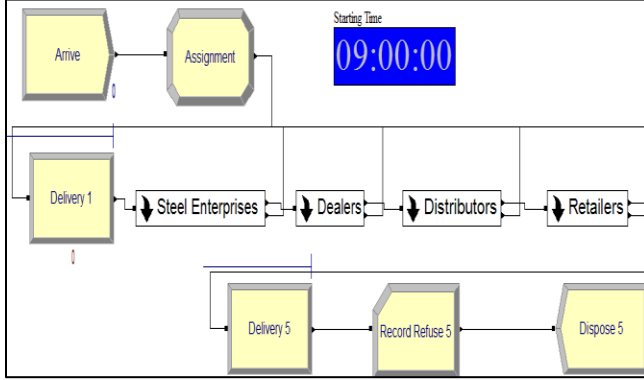 Starting Time
09:00:00
Arrive
Assignment
0
Delivery 1
Steel Enterprises
Dealers
Distributors
Retailers
0
Delivery 5
Record Refuse 5
Dispose 5